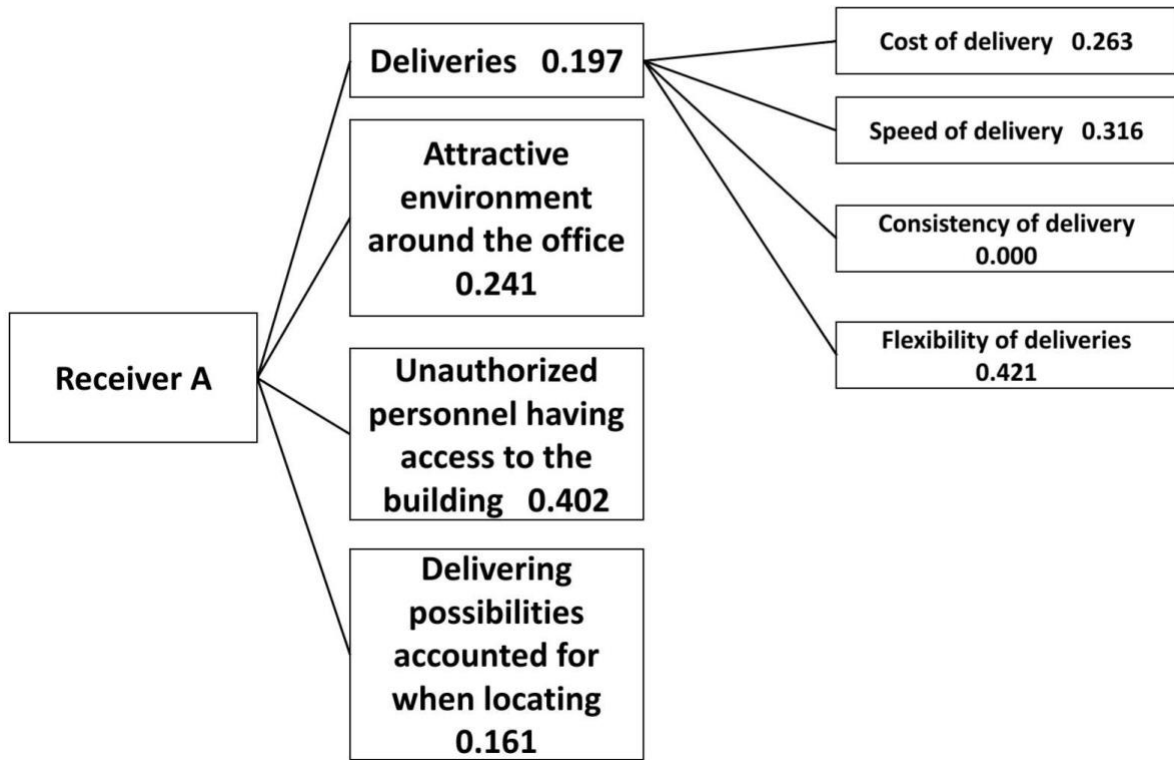 Receiver A
Deliveries 0.197
Attractive
environment
around the office
0.241
Unauthorized
personnel having
access to the
building 0.402
Delivering
possibilities
accounted for
when locating
0.161
Cost of delivery 0.263
Speed of delivery 0.316
Consistency of delivery
0.000
Flexibility of deliveries
0.421